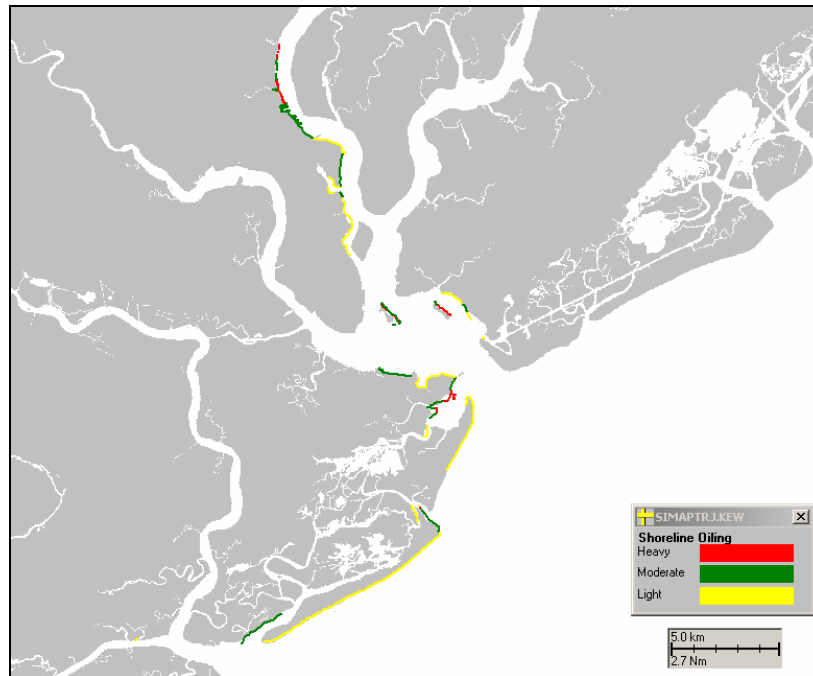 SIMAPTRJ.KEW
Shoreline Oiling
Heavy
Moderate
Light
5.0 km
2.7 Nm